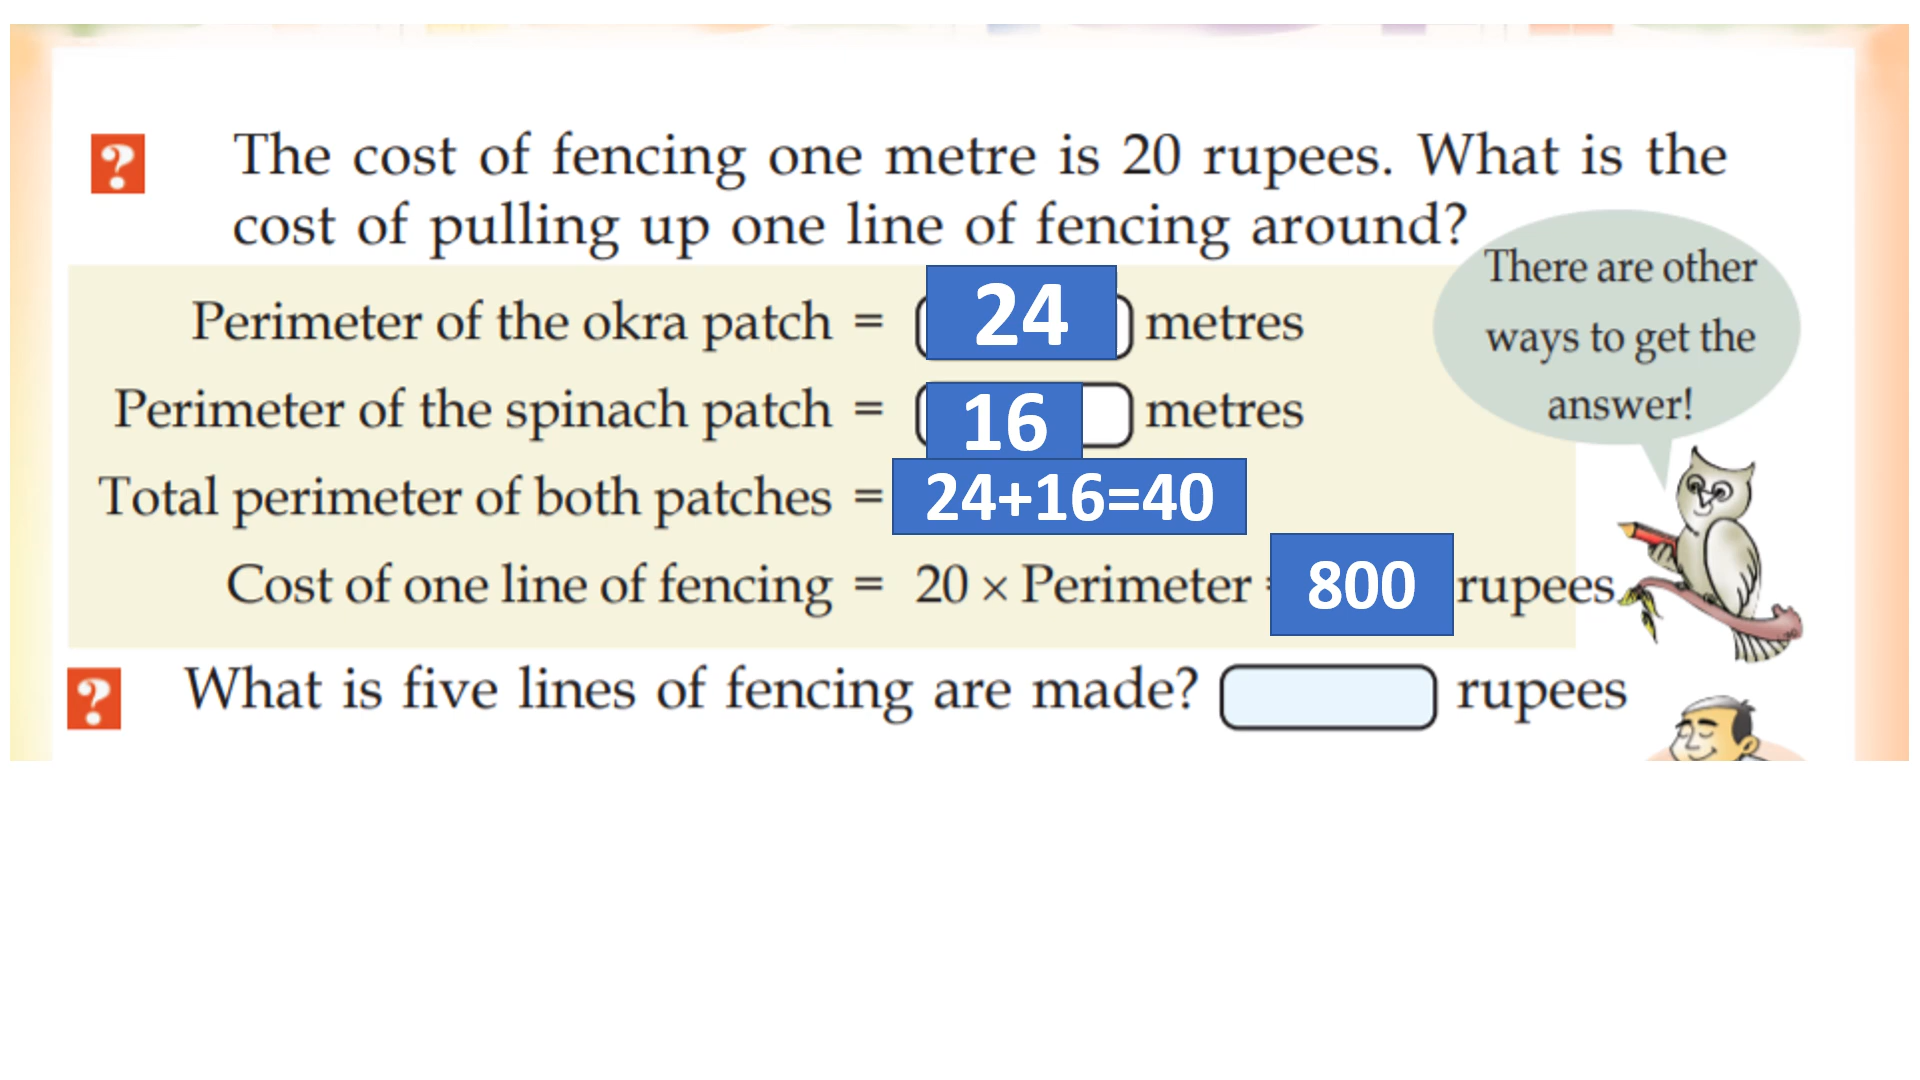 ? The cost of fencing one metre is 20 rupees. What is the
cost of pulling up one line of fencing around?
There are other
ways to get the
answer!
Perimeter of the okra patch = 24 metres
Perimeter of the spinach patch = 16 metres
Total perimeter of both patches = 24+16=40
Cost of one line of fencing = 20 × Perimeter = 800 rupees.
? What is five lines of fencing are made? rupees